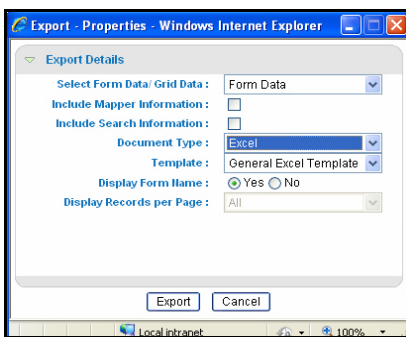 Export - Properties - Windows Internet Explorer
Export Details
Select Form Data/ Grid Data : Form Data
Include Mapper Information :
Include Search Information :
Document Type : Excel
Template : General Excel Template
Display Form Name : Yes No
Display Records per Page : All
Export Cancel
Local intranet 100%